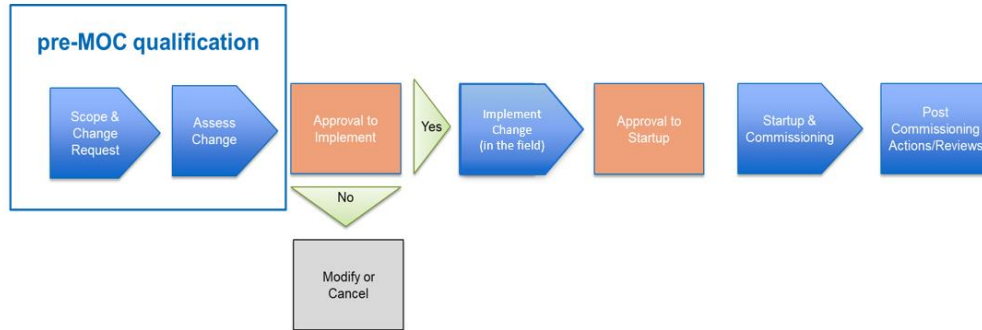 pre-MOC qualification
Scope &
Change
Request
Assess
Change
Approval to
Implement
Yes
Implement
Change
(in the field)
Approval to
Startup
Startup &
Commissioning
Post
Commissioning
Actions/Reviews
No
Modify or
Cancel